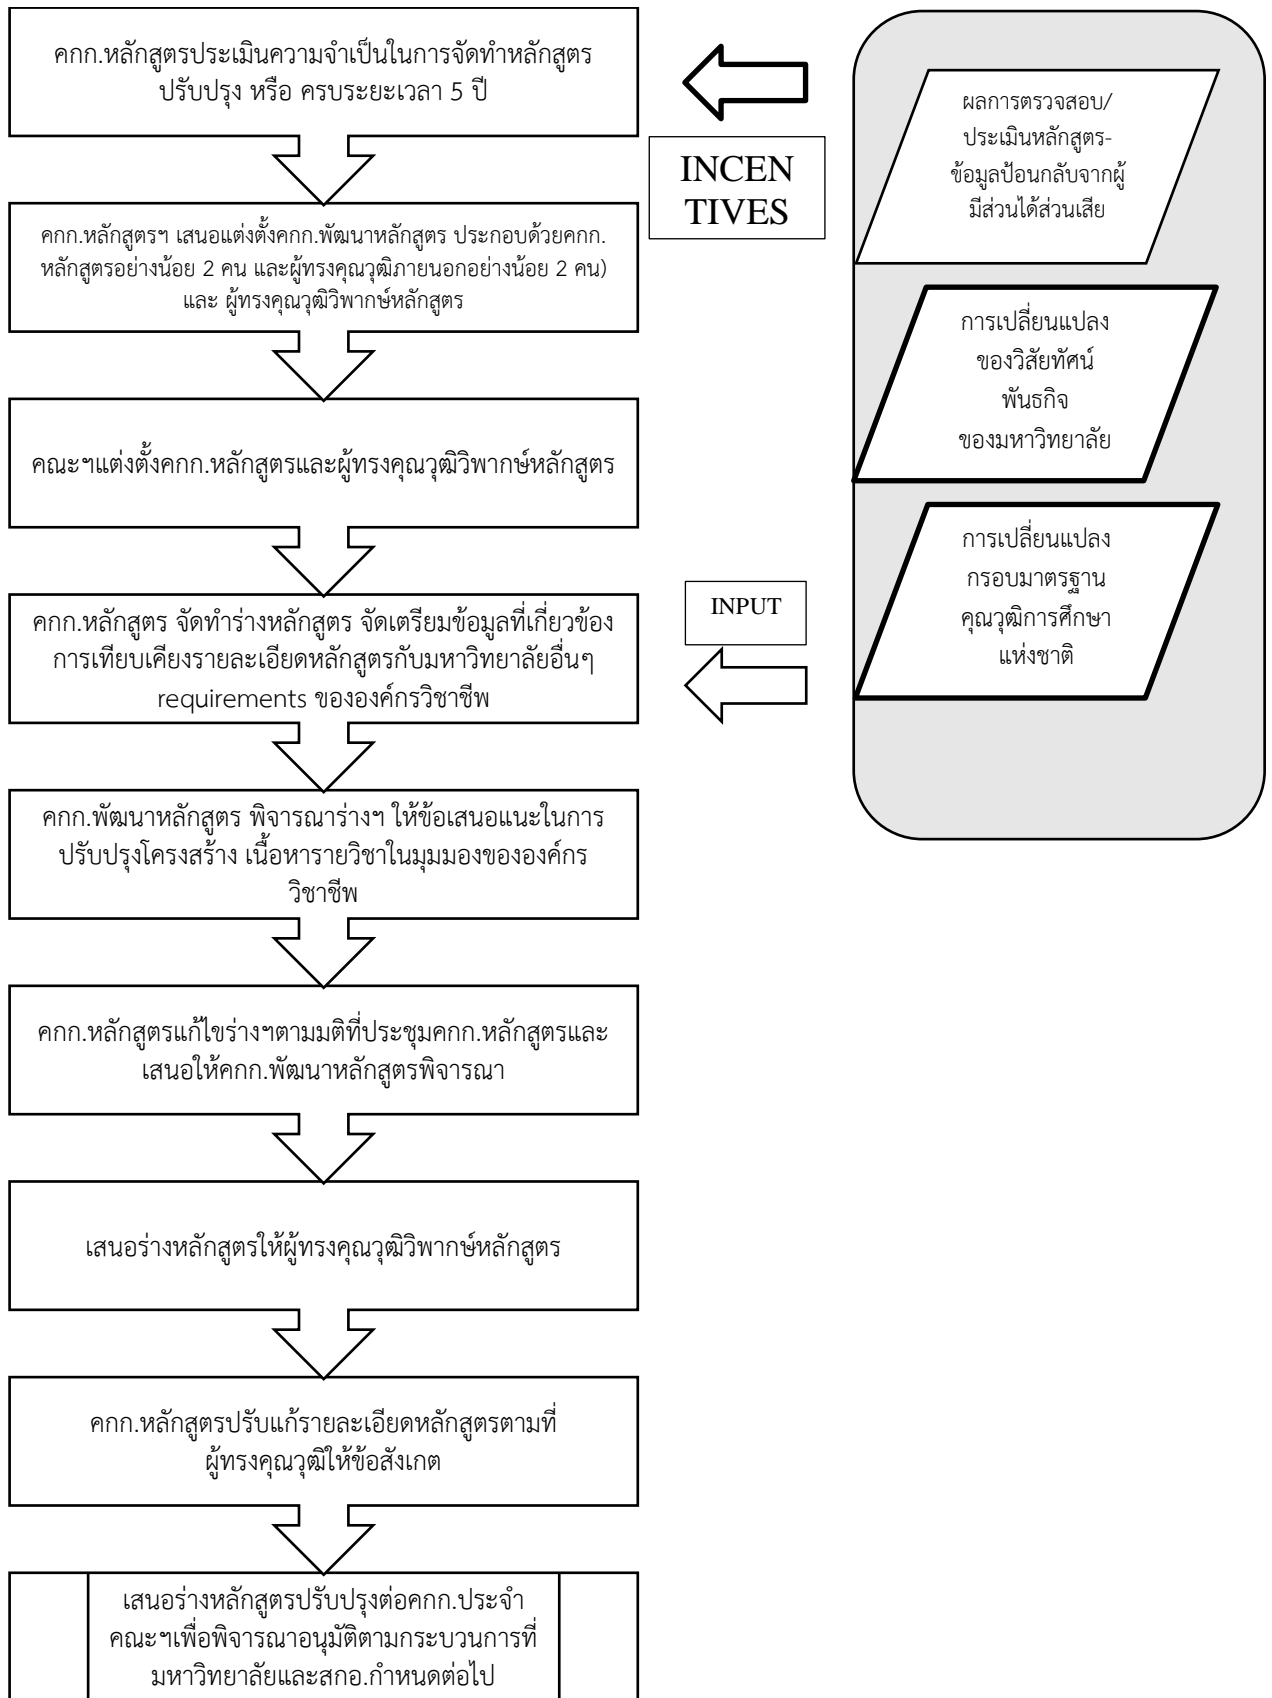 คกก.หลักสูตรประเมินความจำเป็นในการจัดทำหลักสูตร
ปรับปรุง หรือ ครบระยะเวลา 5 ปี
คกก.หลักสูตรฯ เสนอแต่งตั้งคกก.พัฒนาหลักสูตร ประกอบด้วยคกก.
หลักสูตรอย่างน้อย 2 คน และผู้ทรงคุณวุฒิภายนอกอย่างน้อย 2 คน)
และ ผู้ทรงคุณวุฒิวิพากษ์หลักสูตร
คณะฯแต่งตั้งคกก.หลักสูตรและผู้ทรงคุณวุฒิวิพากษ์หลักสูตร
คกก.หลักสูตร จัดทำร่างหลักสูตร จัดเตรียมข้อมูลที่เกี่ยวข้อง
การเทียบเคียงรายละเอียดหลักสูตรกับมหาวิทยาลัยอื่นๆ
requirements ขององค์กรวิชาชีพ
คกก.พัฒนาหลักสูตร พิจารณาร่างฯ ให้ข้อเสนอแนะในการ
ปรับปรุงโครงสร้าง เนื้อหารายวิชาในมุมมองขององค์กร
วิชาชีพ
คกก.หลักสูตรแก้ไขร่างฯตามมติที่ประชุมคกก.หลักสูตรและ
เสนอให้คกก.พัฒนาหลักสูตรพิจารณา
เสนอร่างหลักสูตรให้ผู้ทรงคุณวุฒิวิพากษ์หลักสูตร
คกก.หลักสูตรปรับแก้รายละเอียดหลักสูตรตามที่
ผู้ทรงคุณวุฒิให้ข้อสังเกต
เสนอร่างหลักสูตรปรับปรุงต่อคกก.ประจำ
คณะฯเพื่อพิจารณาอนุมัติตามกระบวนการที่
มหาวิทยาลัยและสกอ.กำหนดต่อไป
INCEN
TIVES
INPUT
ผลการตรวจสอบ/
ประเมินหลักสูตร-
ข้อมูลป้อนกลับจากผู้
มีส่วนได้ส่วนเสีย
การเปลี่ยนแปลง
ของวิสัยทัศน์
พันธกิจ
ของมหาวิทยาลัย
การเปลี่ยนแปลง
กรอบมาตรฐาน
คุณวุฒิการศึกษา
แห่งชาติ